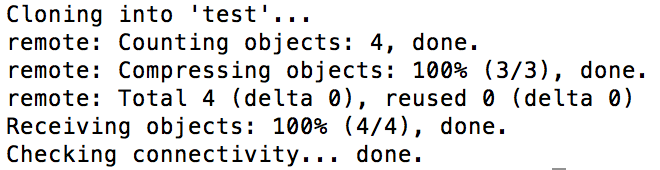 Cloning into 'test'...
remote: Counting objects: 4, done.
remote: Compressing objects: 100% (3/3), done.
remote: Total 4 (delta 0), reused 0 (delta 0)
Receiving objects: 100% (4/4), done.
Checking connectivity... done.